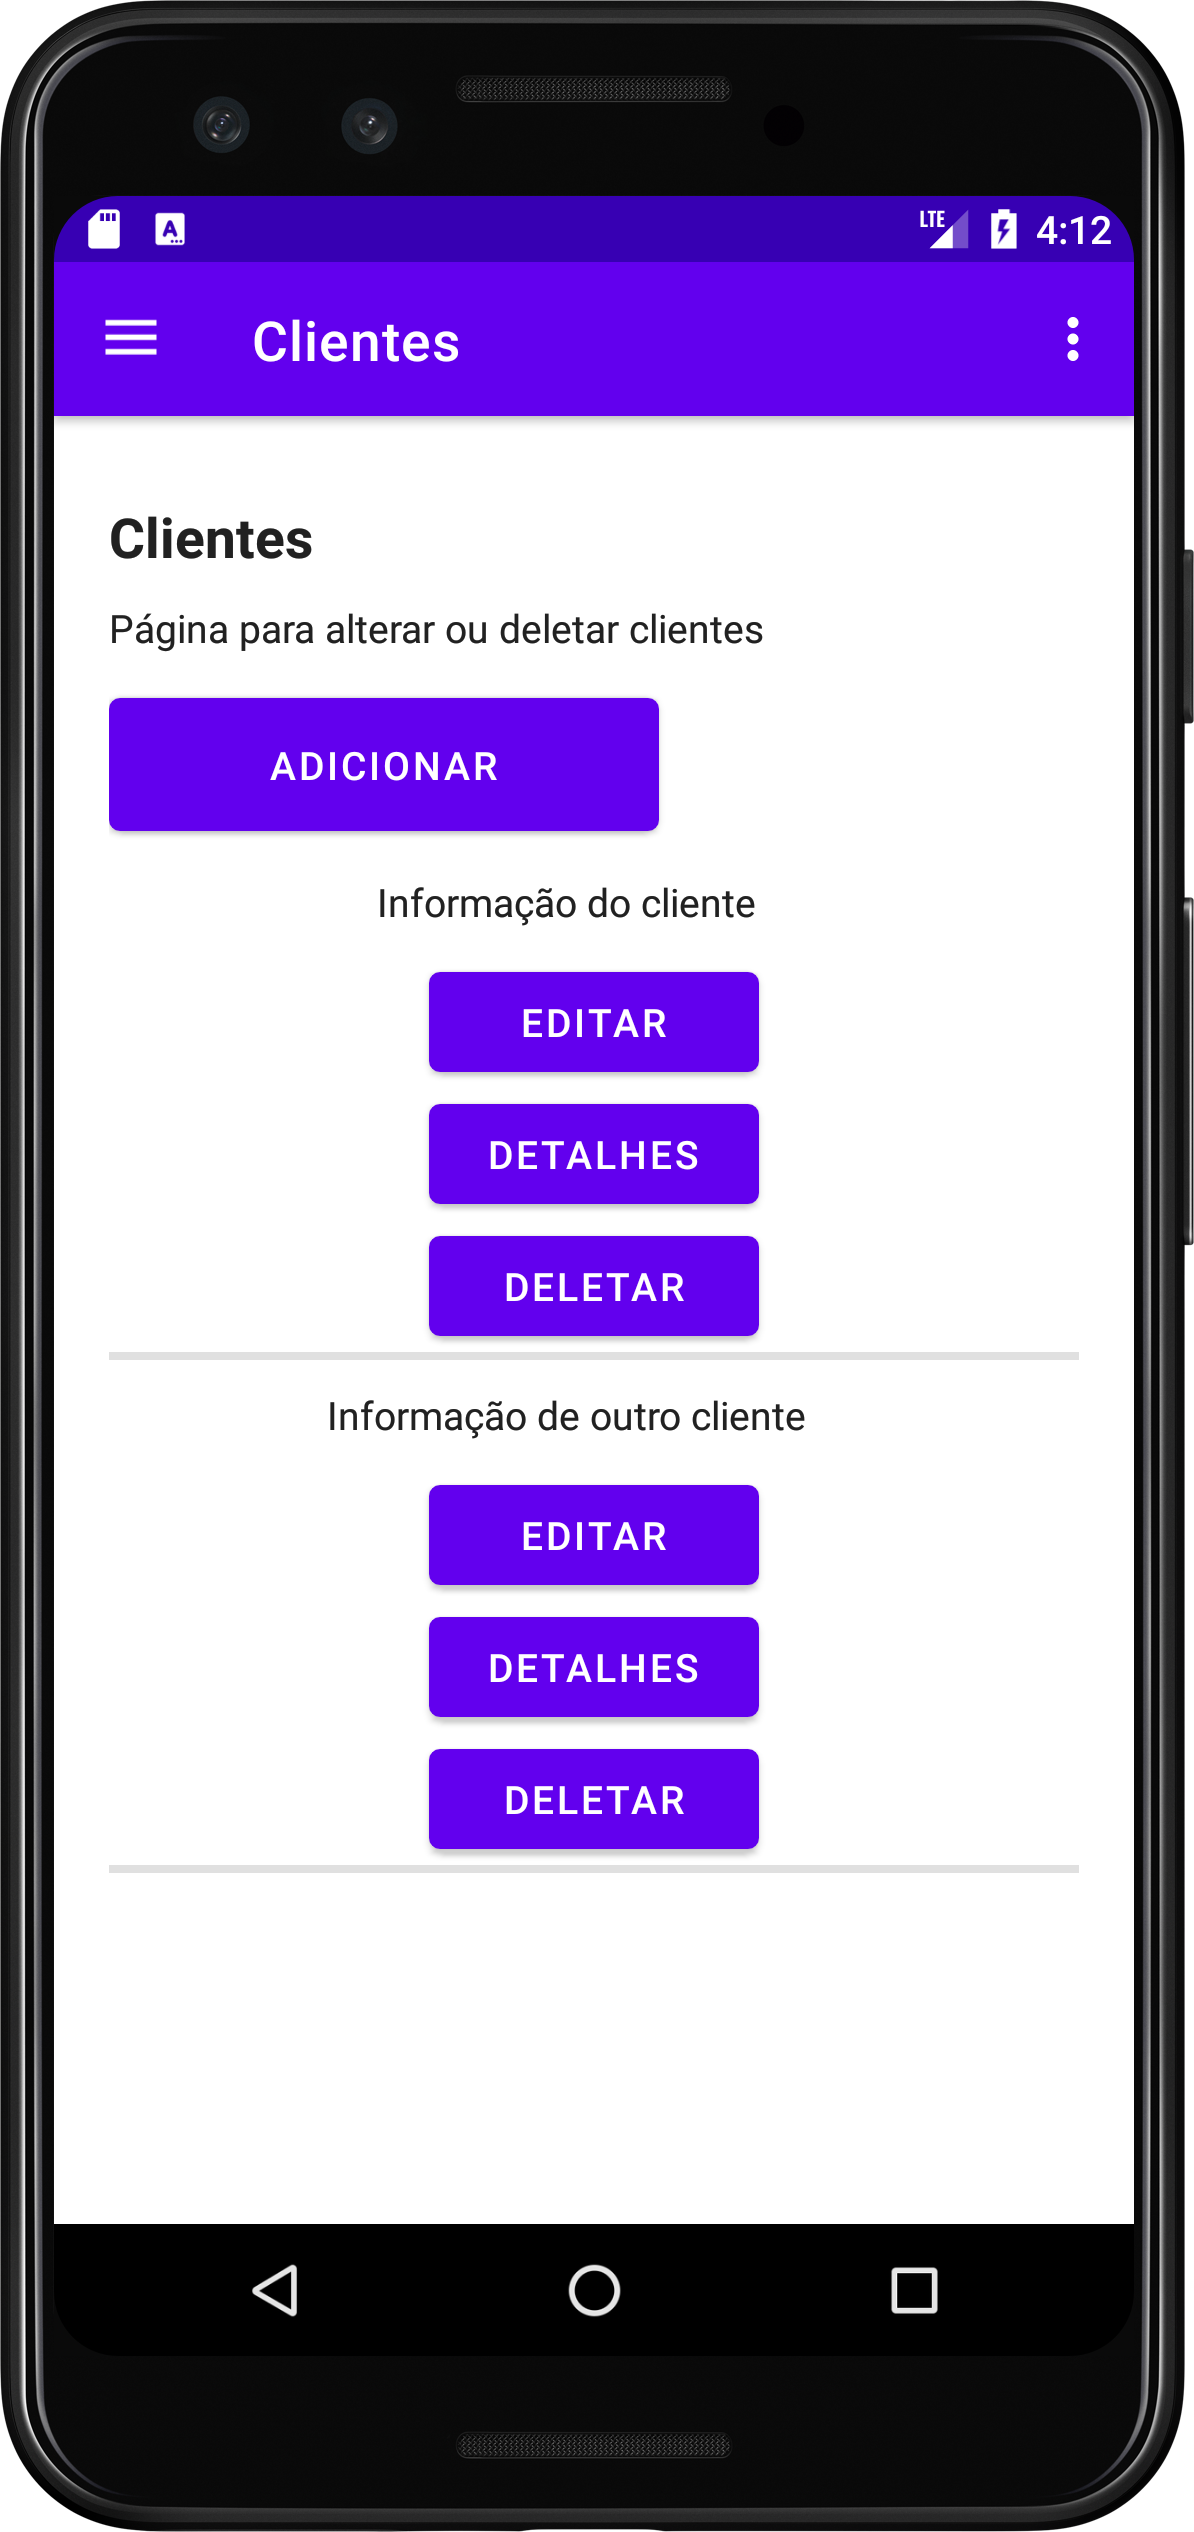 LTE 4:12
Clientes
Clientes
Página para alterar ou deletar clientes
ADICIONAR
Informação do cliente
EDITAR
DETALHES
DELETAR
Informação de outro cliente
EDITAR
DETALHES
DELETAR